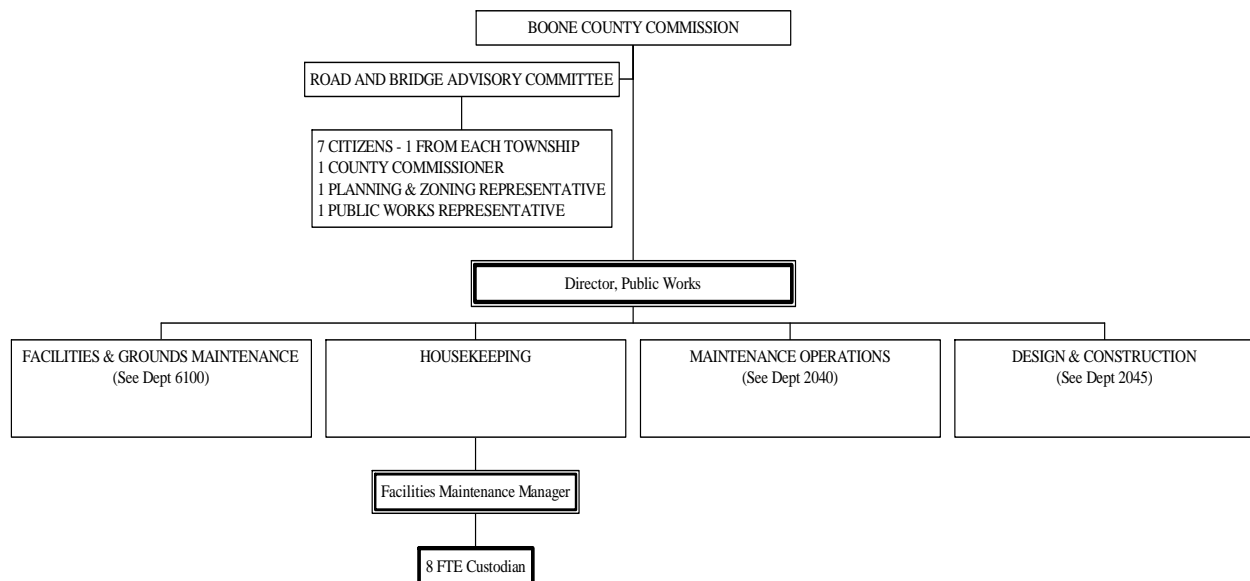 BOONE COUNTY COMMISSION
ROAD AND BRIDGE ADVISORY COMMITTEE
7 CITIZENS - 1 FROM EACH TOWNSHIP
1 COUNTY COMMISSIONER
1 PLANNING & ZONING REPRESENTATIVE
1 PUBLIC WORKS REPRESENTATIVE
Director, Public Works
FACILITIES & GROUNDS MAINTENANCE
(See Dept 6100)
HOUSEKEEPING
MAINTENANCE OPERATIONS
(See Dept 2040)
DESIGN & CONSTRUCTION
(See Dept 2045)
Facilities Maintenance Manager
8 FTE Custodian